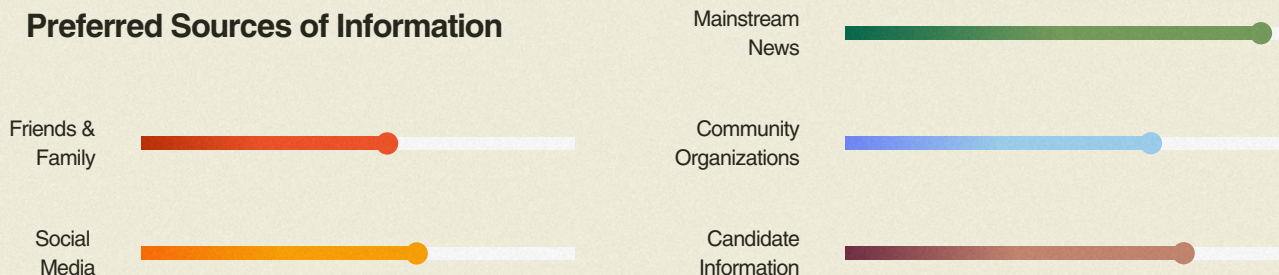 Preferred Sources of Information
Friends &
Family
Social
Media
Mainstream
News
Community
Organizations
Candidate
Information